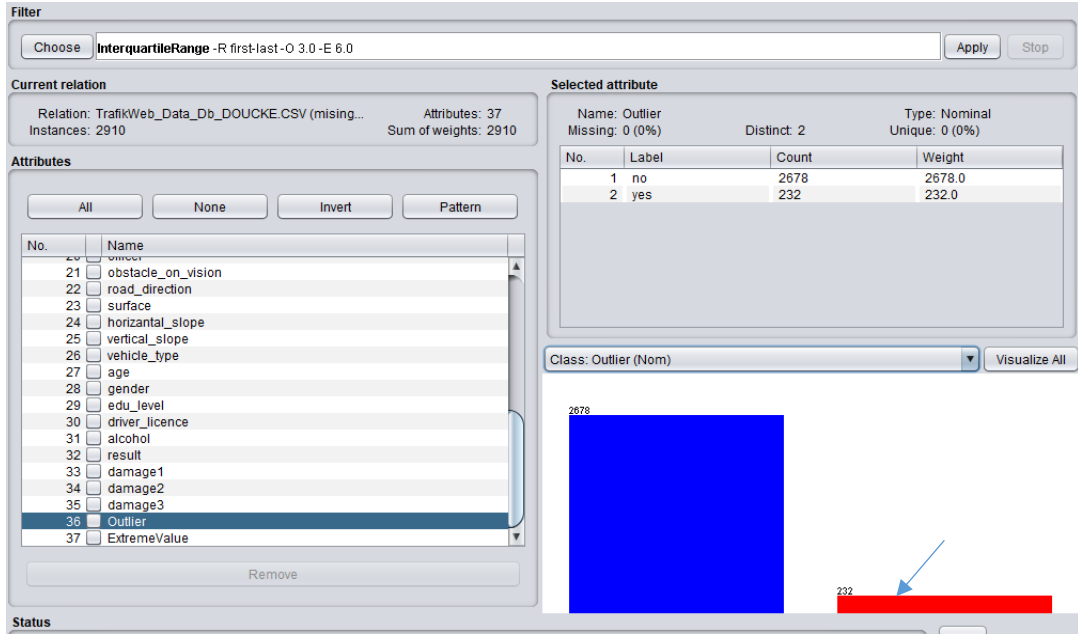 Filter
Choose InterquartileRange -R first-last -O 3.0 -E 6.0 Apply Stop
Current relation
Relation: TrafikWeb_Data_Db_DOUCKE.CSV (mising... Attributes: 37
Instances: 2910 Sum of weights: 2910
Attributes
All None Invert Pattern
No. Name
20 officer
21 obstacle_on_vision
22 road_direction
23 surface
24 horizantal_slope
25 vertical_slope
26 vehicle_type
27 age
28 gender
29 edu_level
30 driver_licence
31 alcohol
32 result
33 damage1
34 damage2
35 damage3
36 Outlier
37 ExtremeValue
Remove
Selected attribute
Name: Outlier Type: Nominal
Missing: 0 (0%) Distinct: 2 Unique: 0 (0%)
No. Label Count Weight
1 no 2678 2678.0
2 yes 232 232.0
Class: Outlier (Nom) Visualize All
2678
232
Status